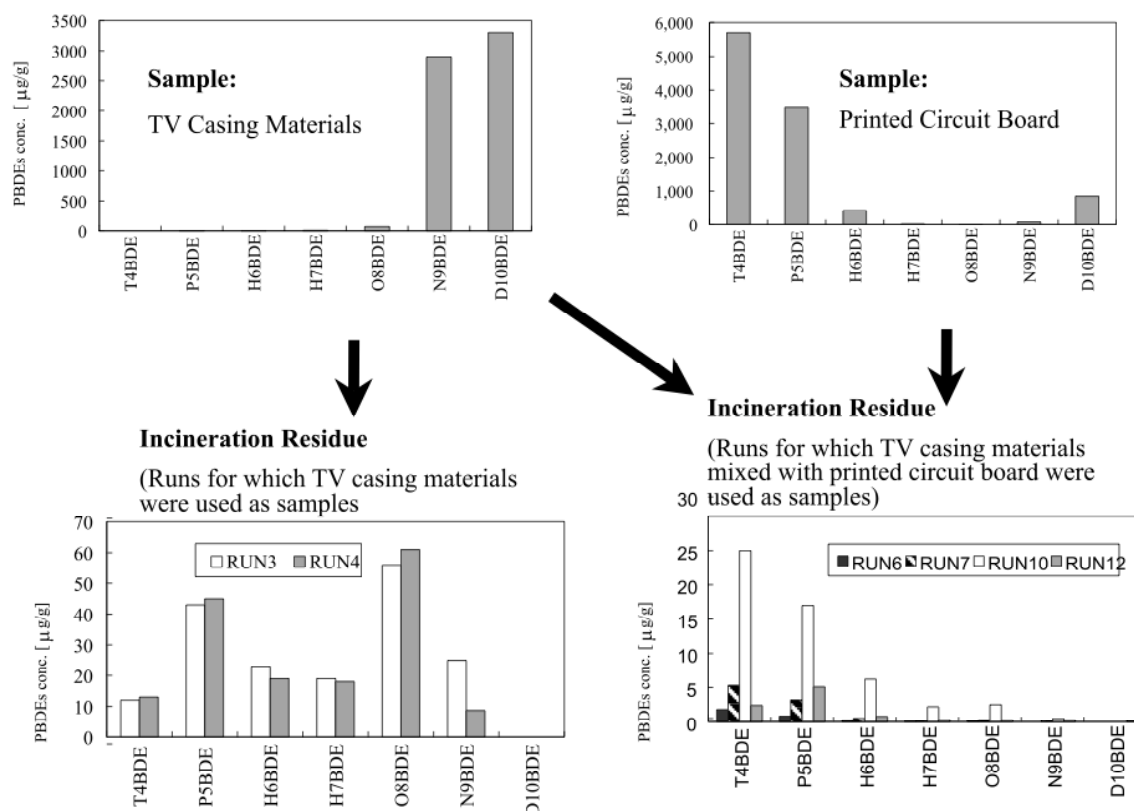 3500
3000
2500
2000
1500
1000
500
0
PBDEs conc. [ μg/g]
Sample:
TV Casing Materials
T4BDE
P5BDE
H6BDE
H7BDE
O8BDE
N9BDE
D10BDE
6,000
5,000
4,000
3,000
2,000
1,000
0
PBDEs conc. [ μg/g]
Sample:
Printed Circuit Board
T4BDE
P5BDE
H6BDE
H7BDE
O8BDE
N9BDE
D10BDE
Incineration Residue
(Runs for which TV casing materials
were used as samples
70
60
50
40
30
20
10
0
PBDEs conc. [ μg/g]
RUN3 RUN4
T4BDE
P5BDE
H6BDE
H7BDE
O8BDE
N9BDE
D10BDE
Incineration Residue
(Runs for which TV casing materials
mixed with printed circuit board were
used as samples)
30
25
20
15
10
5
0
PBDEs conc. [ μg/g]
RUN6 RUN7 RUN10 RUN12
T4BDE
P5BDE
H6BDE
H7BDE
O8BDE
N9BDE
D10BDE